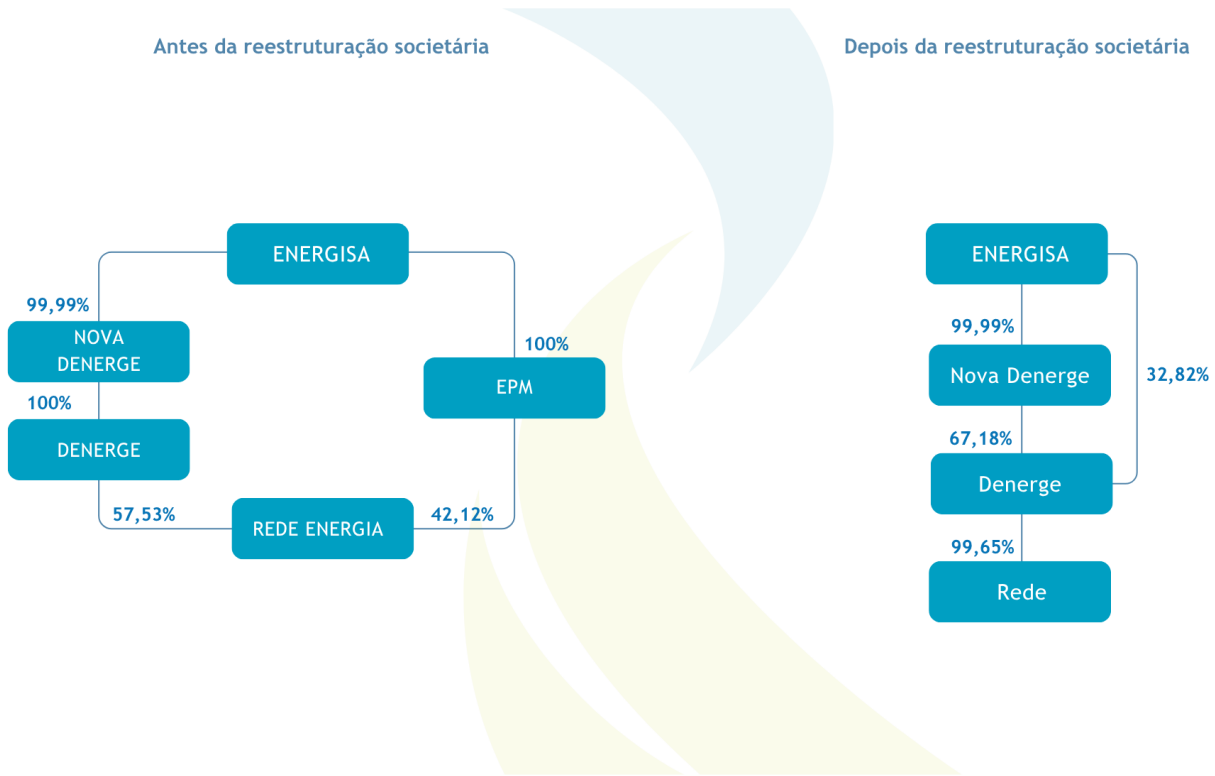 Antes da reestruturação societária
ENERGISA
99,99%
NOVA
DENERGE
100%
EPM
100%
DENERGE
57,53%
REDE ENERGIA
42,12%
Depois da reestruturação societária
ENERGISA
99,99%
Nova Denerge
32,82%
67,18%
Denerge
99,65%
Rede